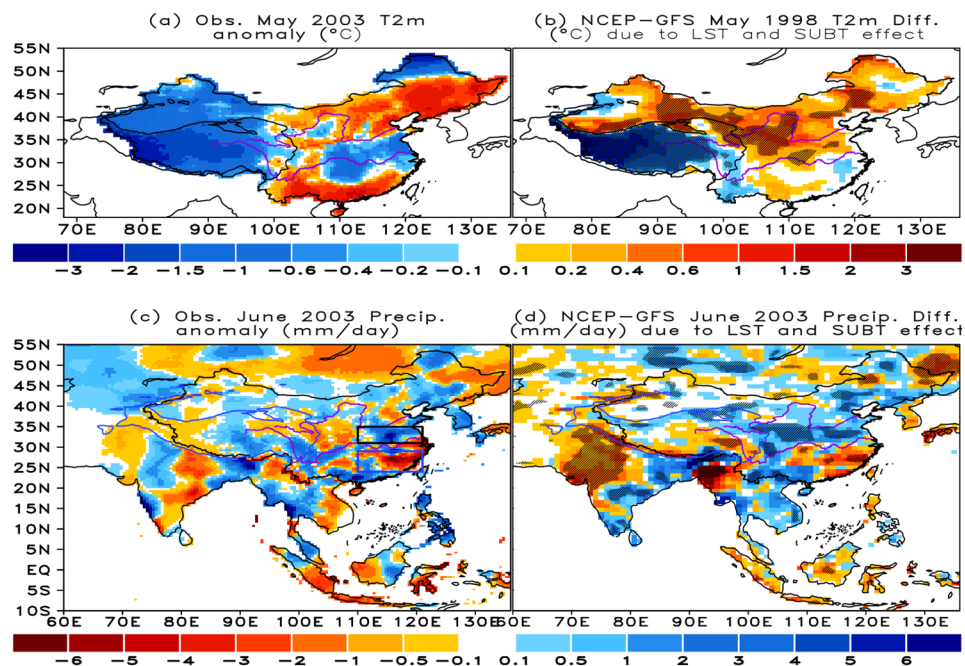 (a) Obs. May 2003 T2m
anomaly (°C)
(b) NCEP-GFS May 1998 T2m Diff.
(°C) due to LST and SUBT effect
55N
50N
45N
40N
35N
30N
25N
20N
70E 80E 90E 100E 110E 120E 130E
70E 80E 90E 100E 110E 120E 130E
-3 -2 -1.5 -1 -0.6 -0.4 -0.2 -0.1
0.1 0.2 0.4 0.6 1 1.5 2 3
(c) Obs. June 2003 Precip.
anomaly (mm/day)
(d) NCEP-GFS June 2003 Precip. Diff.
(mm/day) due to LST and SUBT effect
55N
50N
45N
40N
35N
30N
25N
20N
15N
10N
5N
EQ
5S
10S
60E 70E 80E 90E 100E 110E 120E 130E
70E 80E 90E 100E 110E 120E 130E
-6 -5 -4 -3 -2 -1 -0.5 -0.1
0.1 0.5 1 2 3 4 5 6